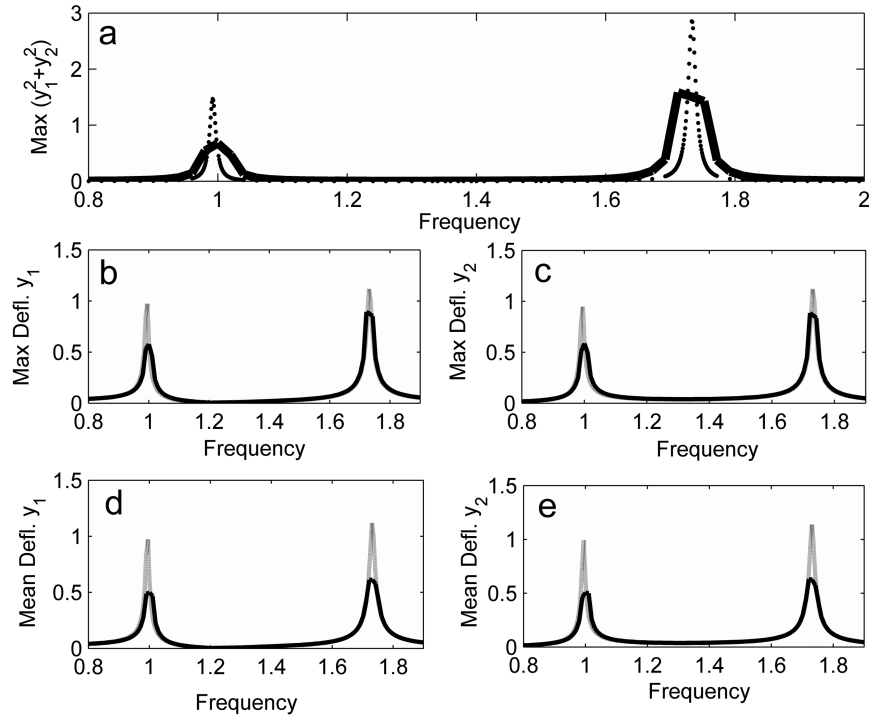 3
2
1
0
Max (y₁²+y₂²)
a
0.8 1 1.2 1.4 1.6 1.8 2
Frequency
1.5
1
0.5
0
Max Defl. y₁
b
0.8 1 1.2 1.4 1.6 1.8
Frequency
1.5
1
0.5
0
Max Defl. y₂
c
0.8 1 1.2 1.4 1.6 1.8
Frequency
1.5
1
0.5
0
Mean Defl. y₁
d
0.8 1 1.2 1.4 1.6 1.8
Frequency
1.5
1
0.5
0
Mean Defl. y₂
e
0.8 1 1.2 1.4 1.6 1.8
Frequency